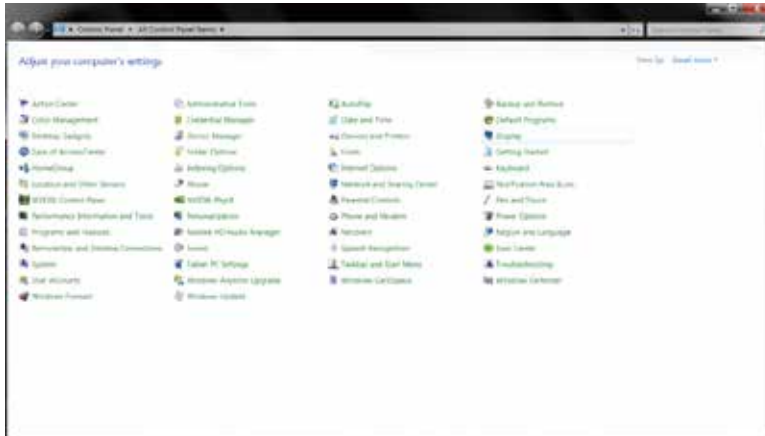 Control Panel ▸ All Control Panel Items ▸
Adjust your computer's settings
View by: Small icons
Action Center
Administrative Tools
AutoPlay
Backup and Restore
Color Management
Credential Manager
Date and Time
Default Programs
Desktop Gadgets
Device Manager
Devices and Printers
Display
Ease of Access Center
Folder Options
Fonts
Getting Started
HomeGroup
Indexing Options
Internet Options
Keyboard
Location and Other Sensors
Mouse
Network and Sharing Center
Notification Area Icons
NVIDIA Control Panel
NVIDIA PhysX
Parental Controls
Pen and Touch
Performance Information and Tools
Personalization
Phone and Modem
Power Options
Programs and Features
Realtek HD Audio Manager
Recovery
Region and Language
RemoteApp and Desktop Connections
Sound
Speech Recognition
Sync Center
System
Tablet PC Settings
Taskbar and Start Menu
Troubleshooting
User Accounts
Windows Anytime Upgrade
Windows CardSpace
Windows Defender
Windows Firewall
Windows Update